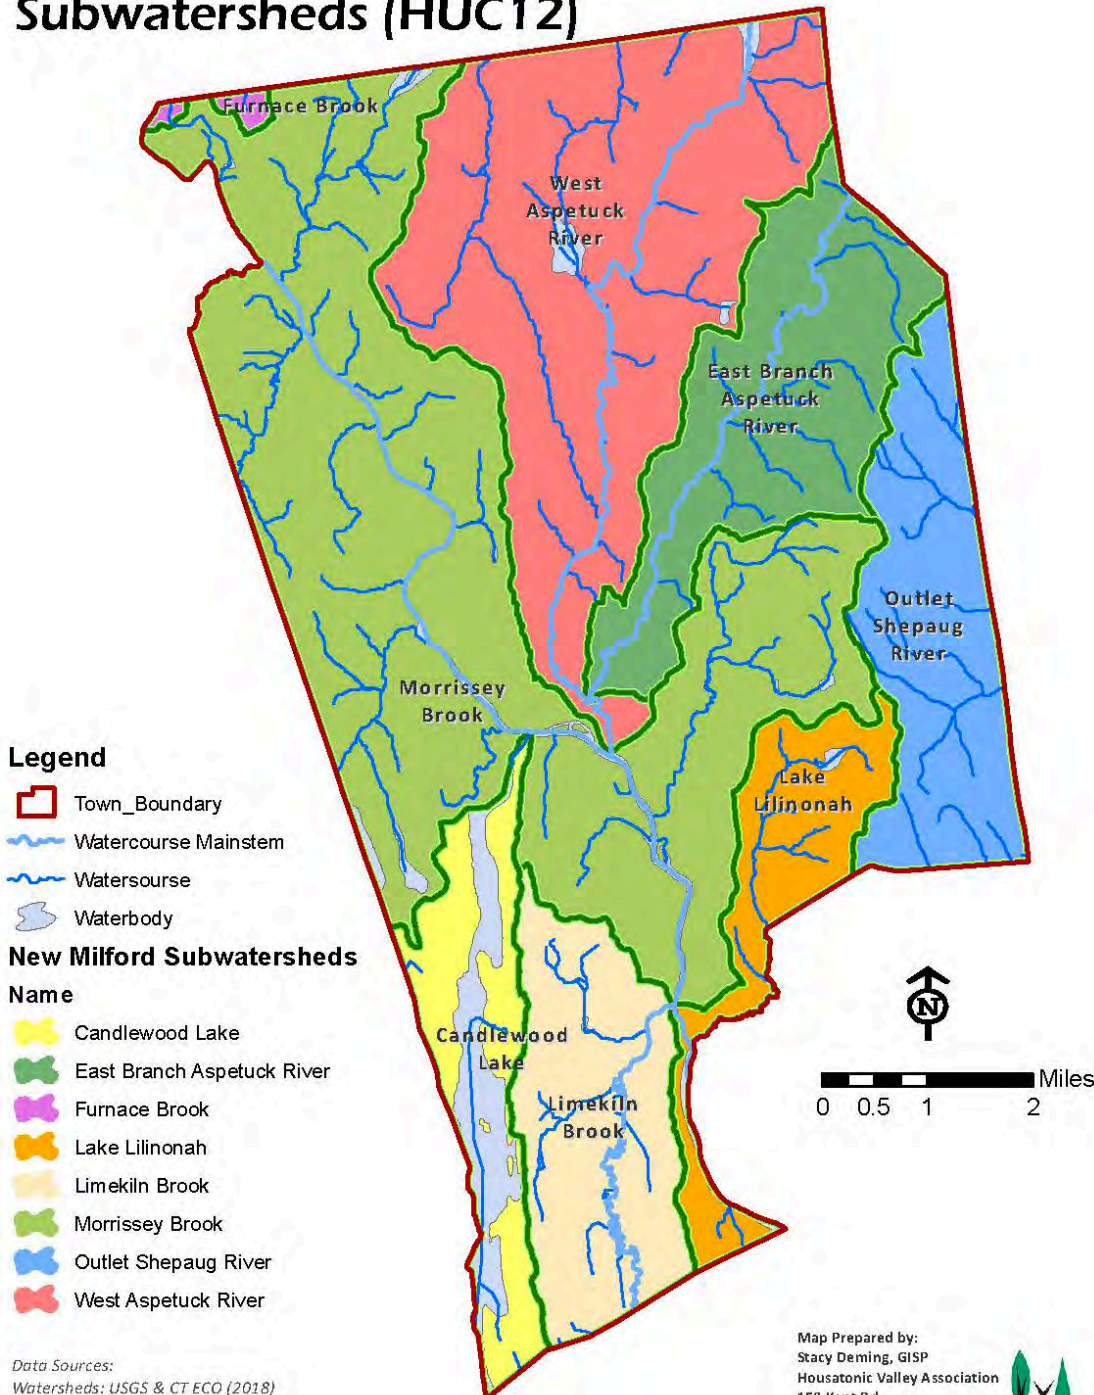 Subwatersheds (HUC12)
Furnace Brook
West
Aspetuck
River
East Branch
Aspetuck
River
Outlet
Shepaug
River
Morrissey
Brook
Lake
Lilinonah
Candlewood
Lake
Limekiln
Brook
Legend
Town_Boundary
Watercourse Mainstem
Watersourse
Waterbody
New Milford Subwatersheds
Name
Candlewood Lake
East Branch Aspetuck River
Furnace Brook
Lake Lilinonah
Limekiln Brook
Morrissey Brook
Outlet Shepaug River
West Aspetuck River
N
Miles
0 0.5 1 2
Data Sources:
Watersheds: USGS & CT ECO (2018)
Map Prepared by:
Stacy Deming, GISP
Housatonic Valley Association